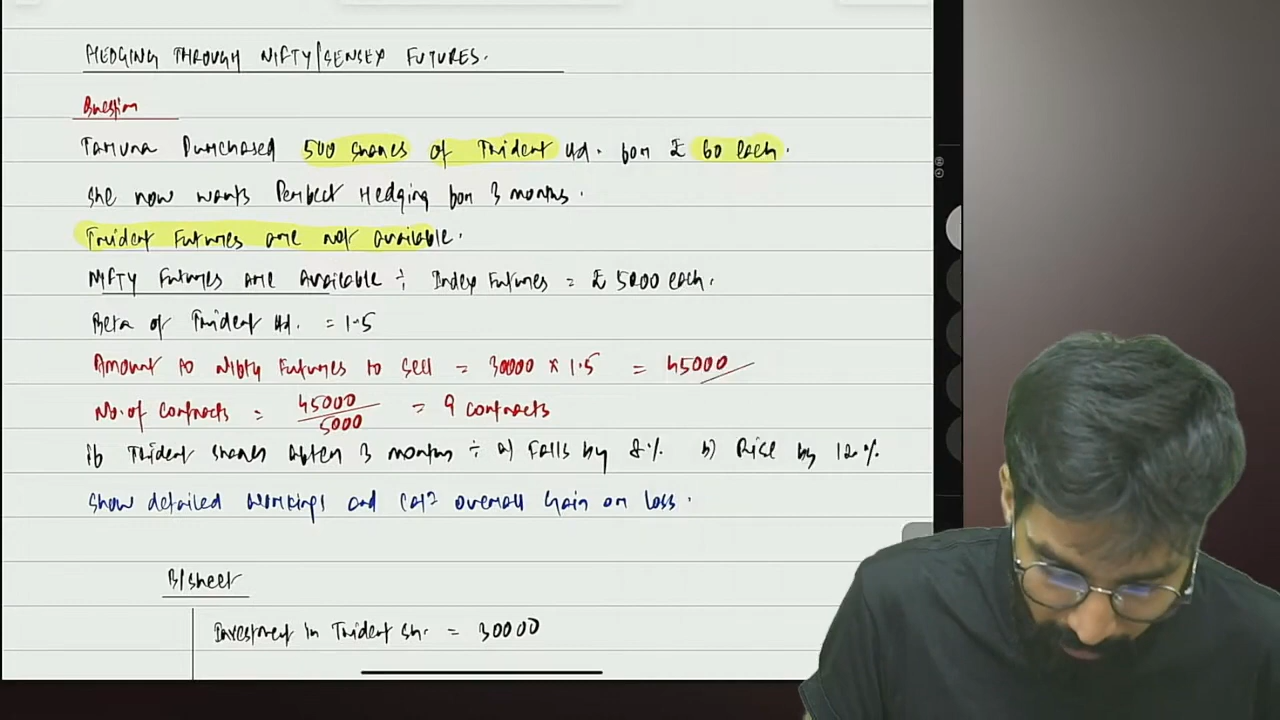 HEDGING THROUGH NIFTY/SENSEX FUTURES.
Question
Taruna Purchased 500 shares of Trident Ltd. for ₹ 60 each.
She now wants Perfect Hedging for 3 months.
Trident Futures are not available.
NIFTY Futures are Available ÷ Index Futures = ₹ 5000 each.
Beta of Trident Ltd. = 1.5
Amount to Nifty Futures to sell = 30000 × 1.5 = 45000
No. of contracts = 45000 / 5000 = 9 contracts
If Trident shares after 3 months ÷ a) Falls by 8% b) Rise by 12%
Show detailed workings and cal? overall Gain or Loss.
B/sheet
Investment in Trident sh. = 30000